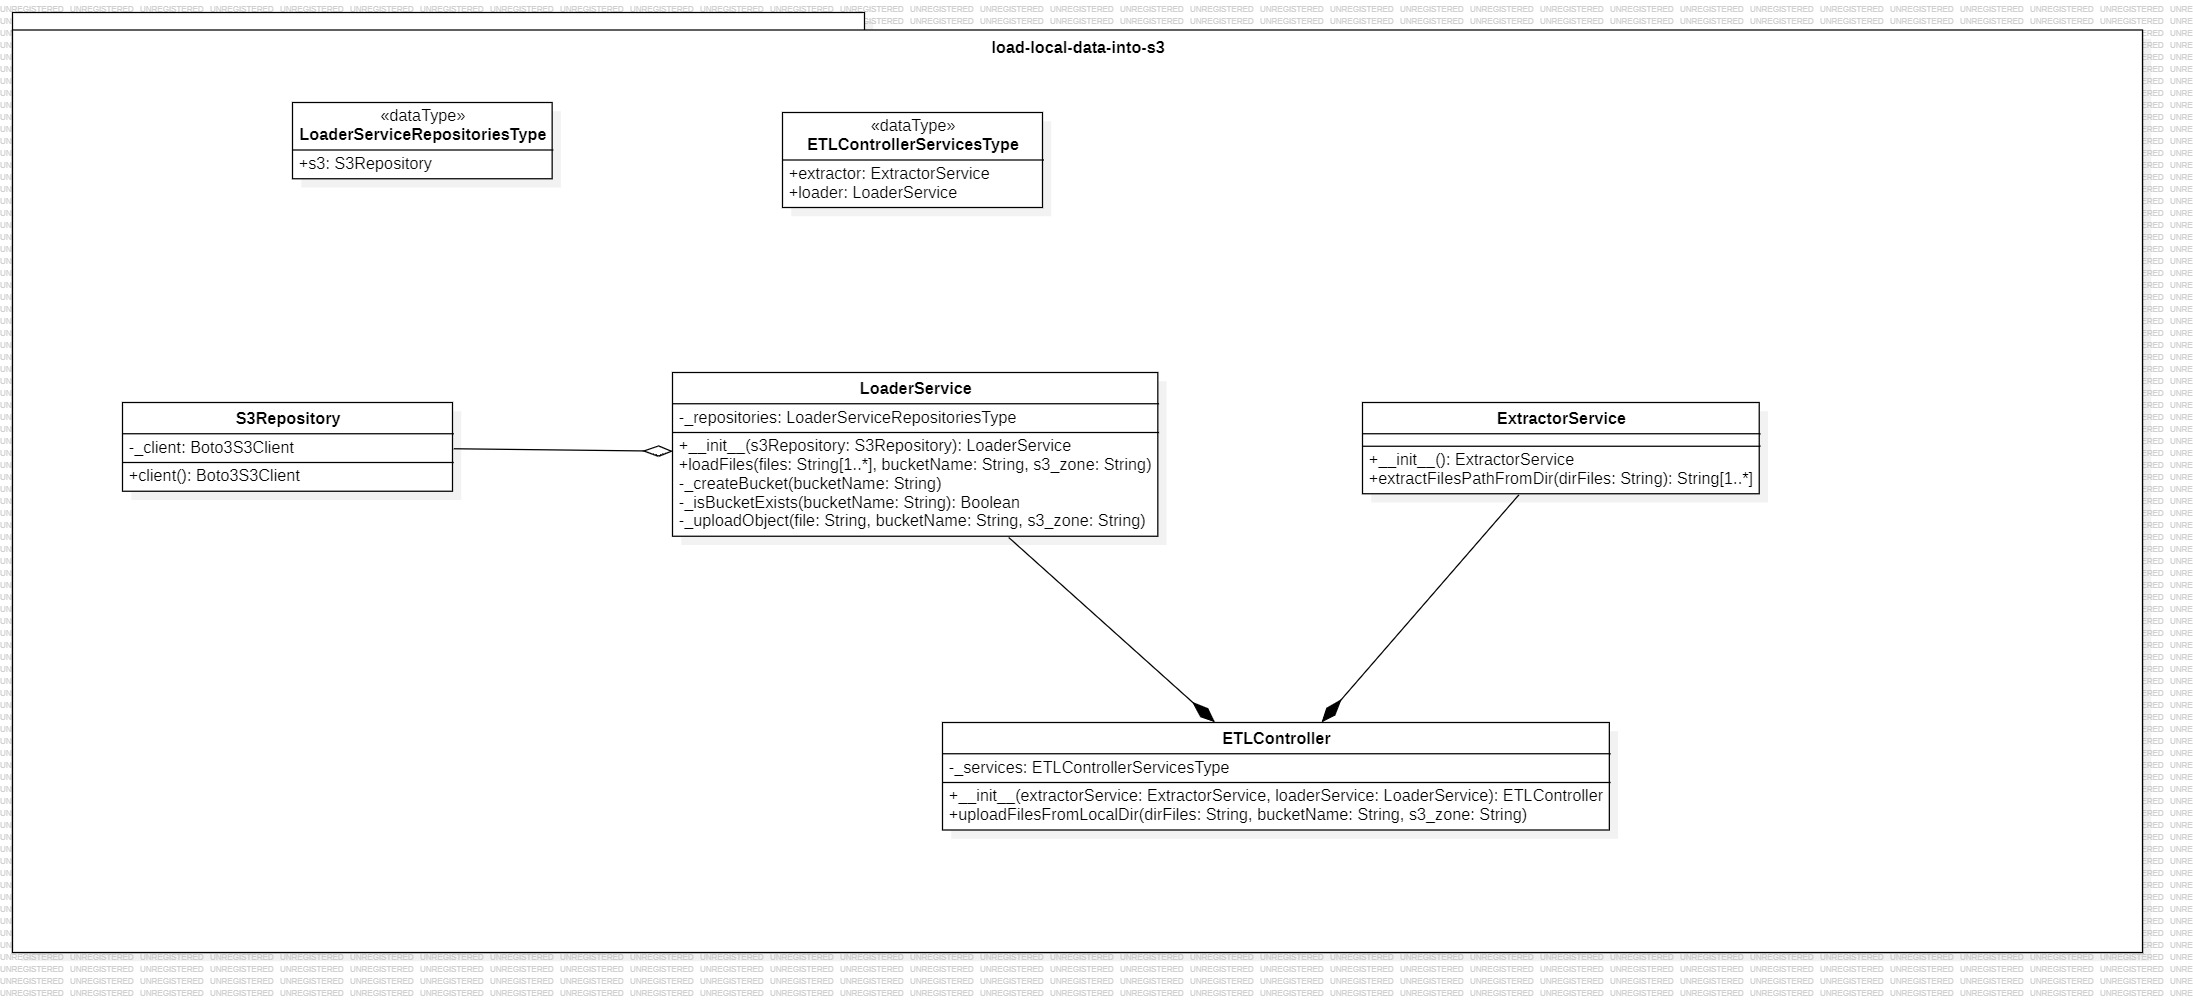 load-local-data-into-s3
«dataType»
LoaderServiceRepositoriesType
+s3: S3Repository
«dataType»
ETLControllerServicesType
+extractor: ExtractorService
+loader: LoaderService
S3Repository
-_client: Boto3S3Client
+client(): Boto3S3Client
LoaderService
-_repositories: LoaderServiceRepositoriesType
+__init__(s3Repository: S3Repository): LoaderService
+loadFiles(files: String[1..*], bucketName: String, s3_zone: String)
-_createBucket(bucketName: String)
-_isBucketExists(bucketName: String): Boolean
-_uploadObject(file: String, bucketName: String, s3_zone: String)
ExtractorService
+__init__(): ExtractorService
+extractFilesPathFromDir(dirFiles: String): String[1..*]
ETLController
-_services: ETLControllerServicesType
+__init__(extractorService: ExtractorService, loaderService: LoaderService): ETLController
+uploadFilesFromLocalDir(dirFiles: String, bucketName: String, s3_zone: String)
UNREGISTERED